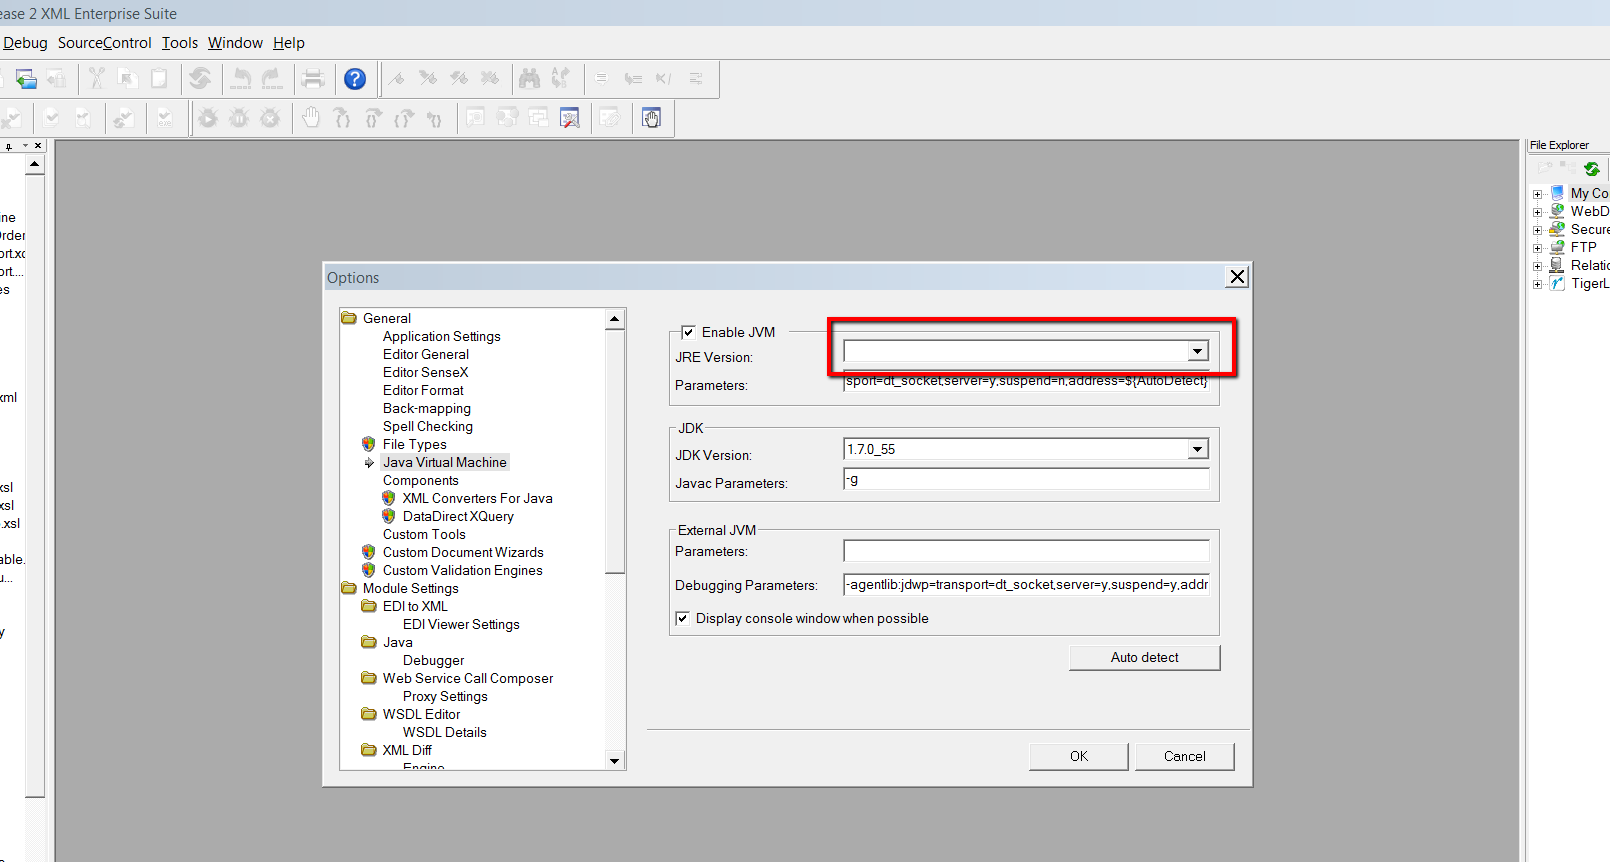 ease 2 XML Enterprise Suite
Debug SourceControl Tools Window Help
ine
Order
ort.xq
ort....
es
xml
xsl
xsl
.xsl
able.
u...
y
File Explorer
My Co
WebD
Secure
FTP
Relatio
TigerL
Options
General
Application Settings
Editor General
Editor SenseX
Editor Format
Back-mapping
Spell Checking
File Types
Java Virtual Machine
Components
XML Converters For Java
DataDirect XQuery
Custom Tools
Custom Document Wizards
Custom Validation Engines
Module Settings
EDI to XML
EDI Viewer Settings
Java
Debugger
Web Service Call Composer
Proxy Settings
WSDL Editor
WSDL Details
XML Diff
Engine
Enable JVM
JRE Version:
Parameters: sport=dt_socket,server=y,suspend=n,address=${AutoDetect}
JDK
JDK Version: 1.7.0_55
Javac Parameters: -g
External JVM
Parameters:
Debugging Parameters: -agentlib:jdwp=transport=dt_socket,server=y,suspend=y,addr
Display console window when possible
Auto detect
OK Cancel